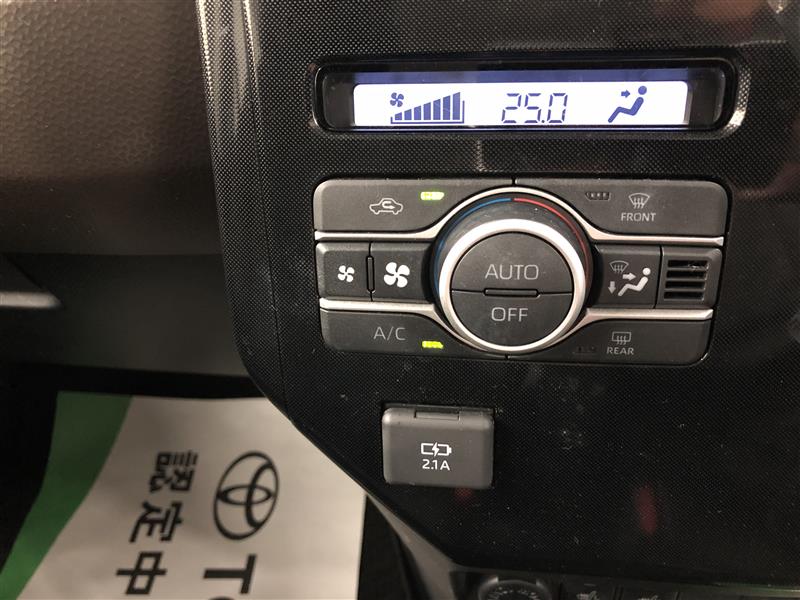 25.0
FRONT
AUTO
OFF
A/C
REAR
2.1A
認定中
T